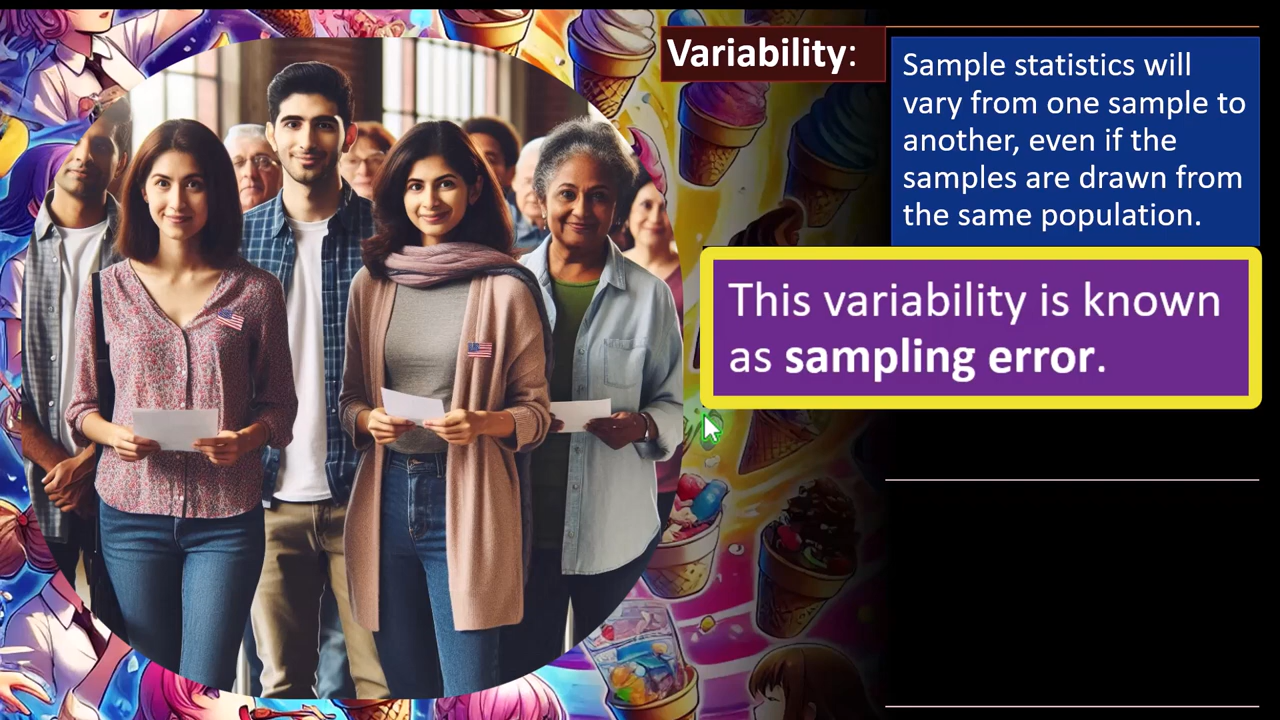 Variability:
Sample statistics will
vary from one sample to
another, even if the
samples are drawn from
the same population.
This variability is known
as sampling error.